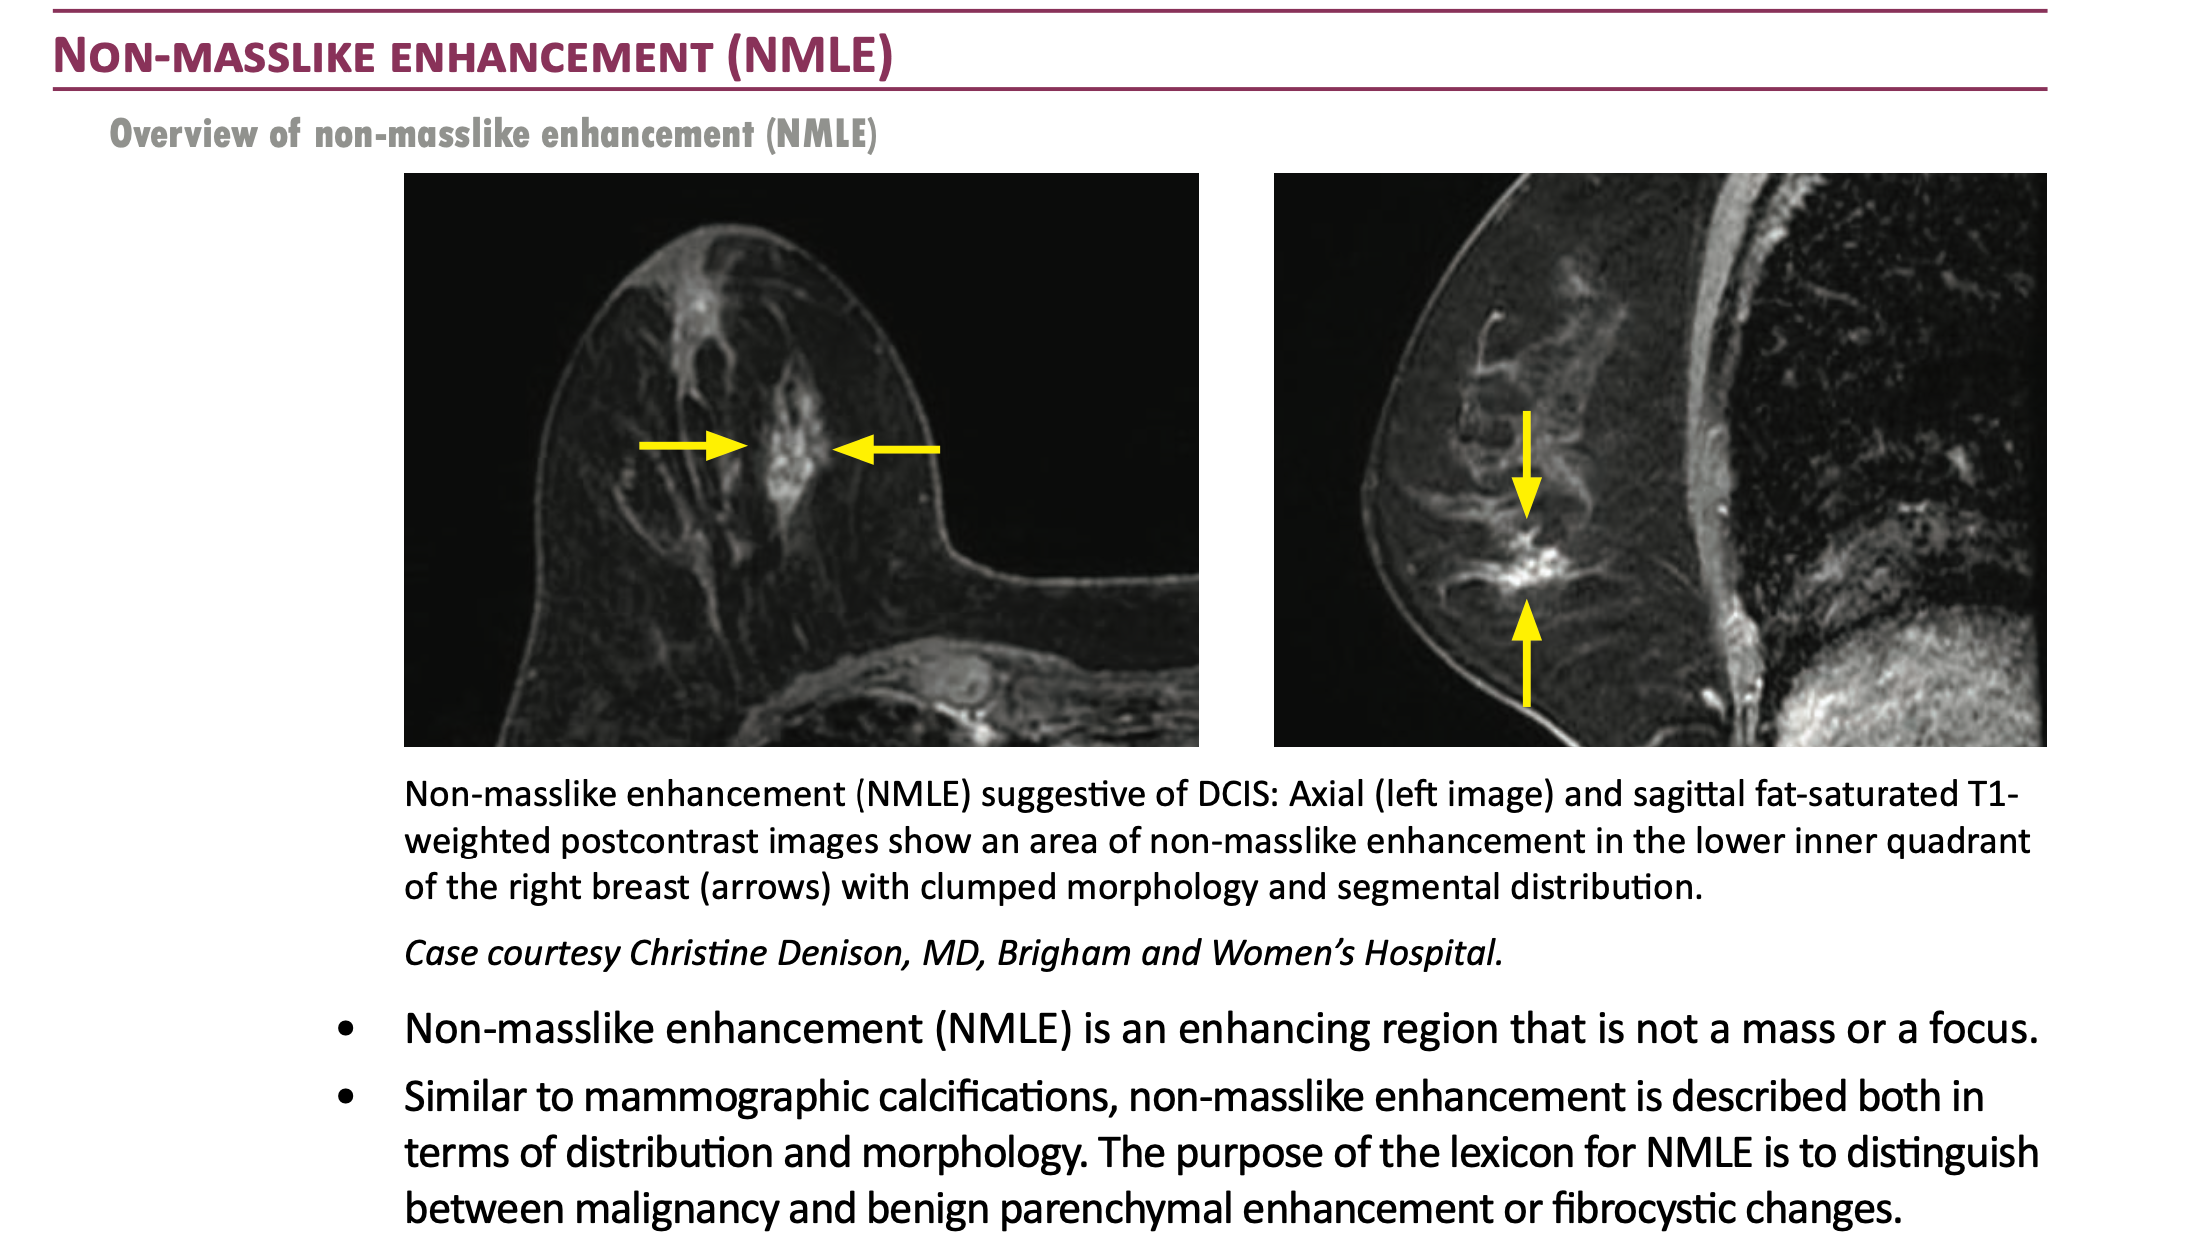 NON-MASSLIKE ENHANCEMENT (NMLE)
Overview of non-masslike enhancement (NMLE)
Non-masslike enhancement (NMLE) suggestive of DCIS: Axial (left image) and sagittal fat-saturated T1-
weighted postcontrast images show an area of non-masslike enhancement in the lower inner quadrant
of the right breast (arrows) with clumped morphology and segmental distribution.
Case courtesy Christine Denison, MD, Brigham and Women’s Hospital.
• Non-masslike enhancement (NMLE) is an enhancing region that is not a mass or a focus.
• Similar to mammographic calcifications, non-masslike enhancement is described both in
terms of distribution and morphology. The purpose of the lexicon for NMLE is to distinguish
between malignancy and benign parenchymal enhancement or fibrocystic changes.